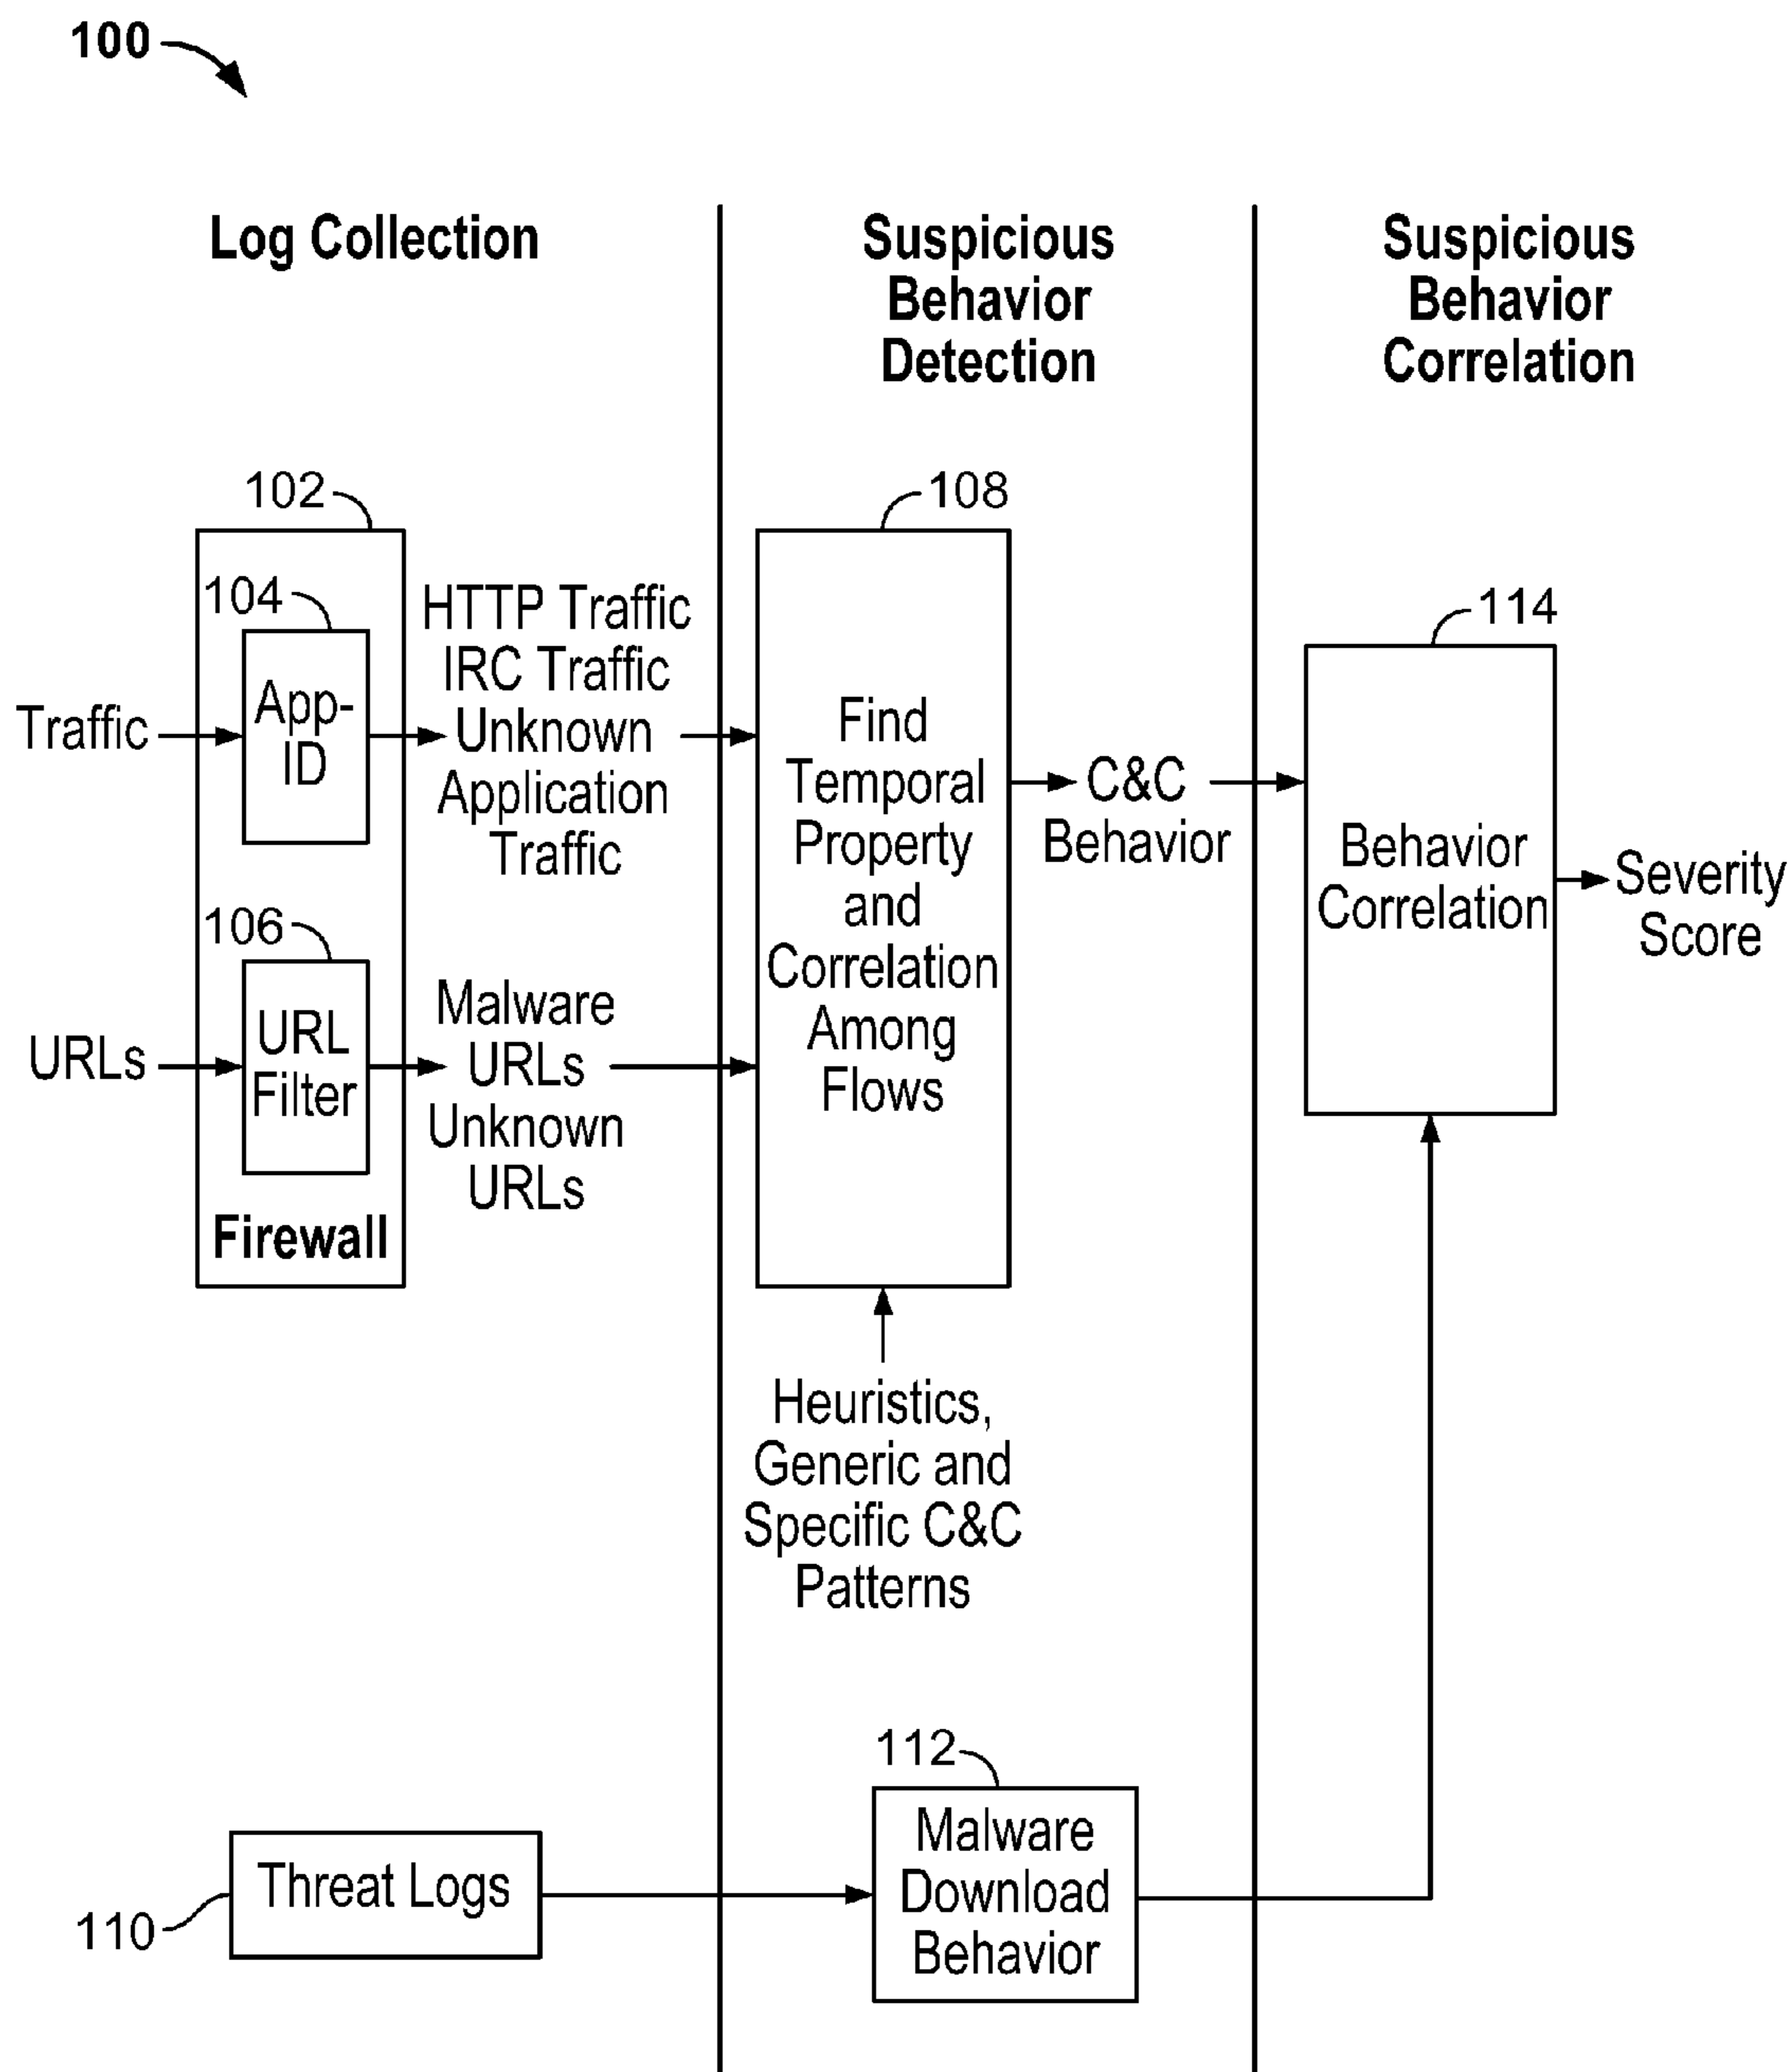 100
Log Collection
Suspicious
Behavior
Detection
Suspicious
Behavior
Correlation
102
104
App-
ID
Traffic
HTTP Traffic
IRC Traffic
Unknown
Application
Traffic
106
URL
Filter
URLs
Malware
URLs
Unknown
URLs
Firewall
108
Find
Temporal
Property
and
Correlation
Among
Flows
C&C
Behavior
Heuristics,
Generic and
Specific C&C
Patterns
114
Behavior
Correlation
Severity
Score
110
Threat Logs
112
Malware
Download
Behavior